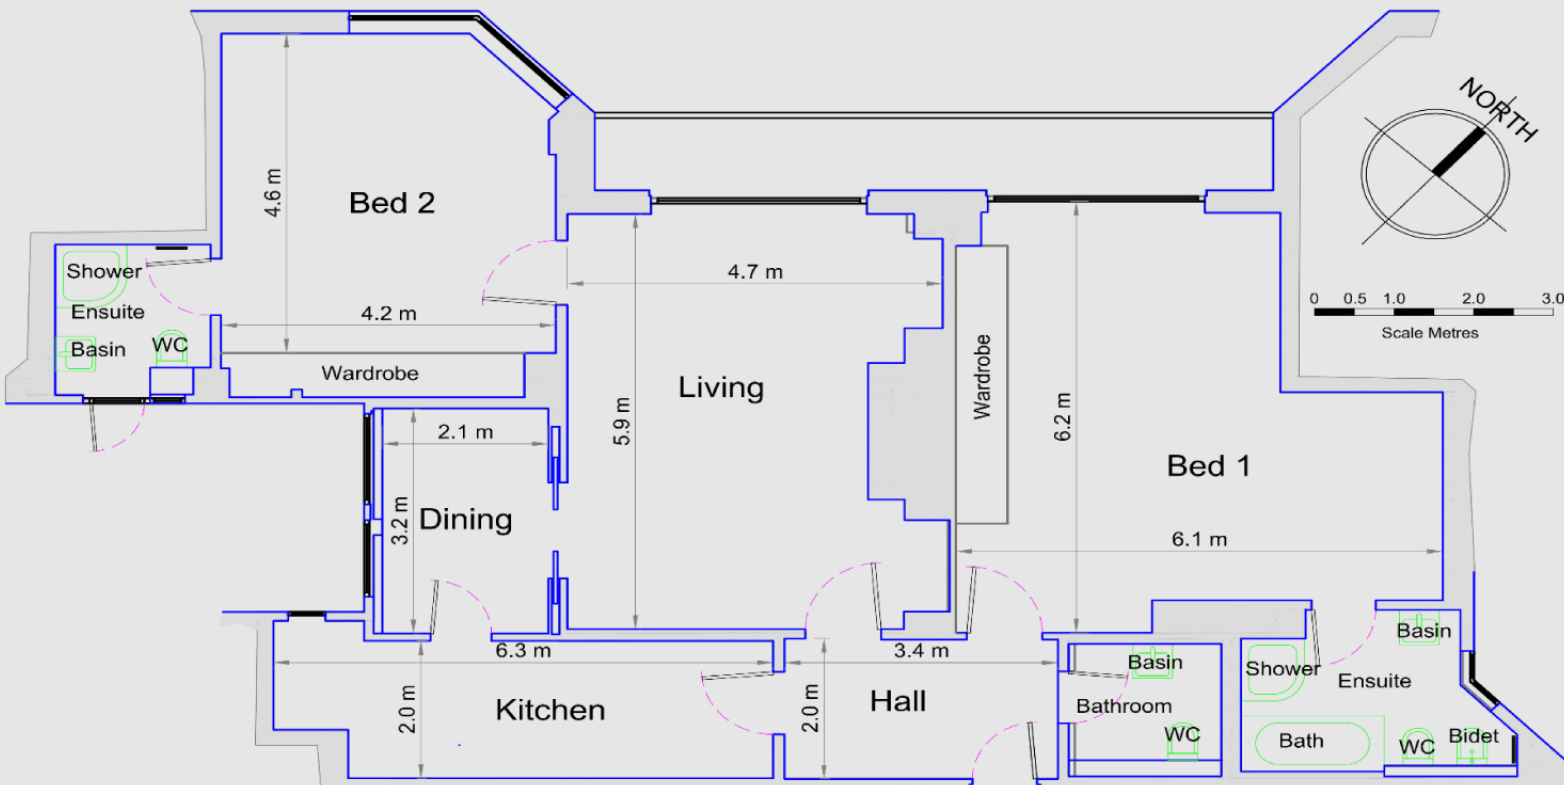 NORTH
4.6 m
Bed 2
Shower
4.7 m
0 0.5 1.0 2.0 3.0
Scale Metres
Ensuite
4.2 m
Basin
WC
Wardrobe
Living
Wardrobe
5.9 m
6.2 m
2.1 m
Bed 1
3.2 m
Dining
6.1 m
Basin
6.3 m
3.4 m
Basin
Shower
Ensuite
2.0 m
Kitchen
2.0 m
Hall
Bathroom
WC
Bath
WC
Bidet